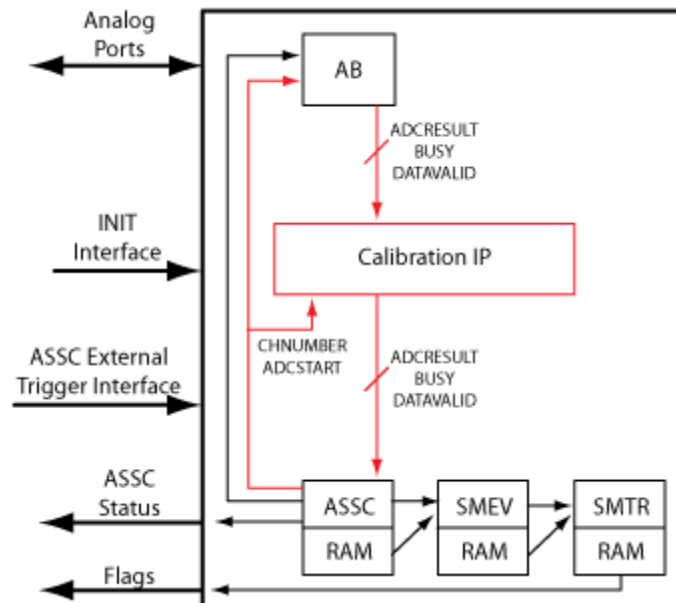 Analog
Ports
AB
ADCRESULT
BUSY
DATAVALID
INIT
Interface
Calibration IP
CHNUMBER
ADCSTART
ADCRESULT
BUSY
DATAVALID
ASSC External
Trigger Interface
ASSC
Status
ASSC
SMEV
SMTR
RAM
RAM
RAM
Flags